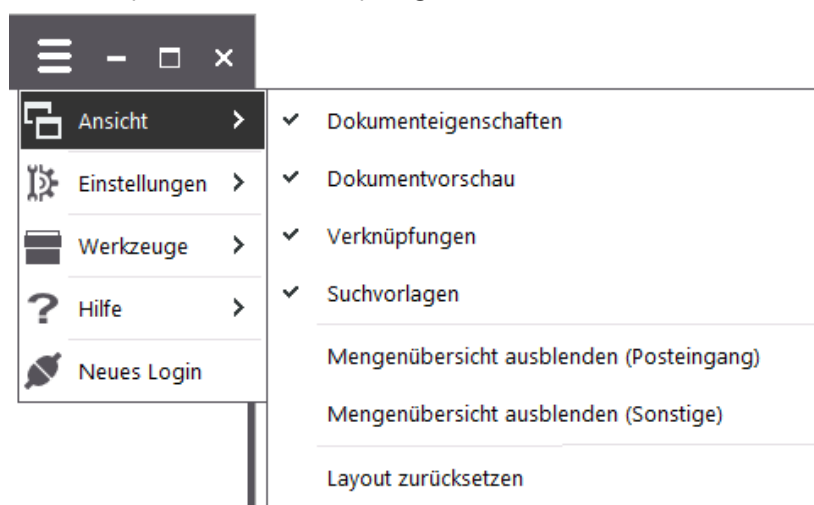 Ansicht
Einstellungen
Werkzeuge
Hilfe
Neues Login
Dokumenteigenschaften
Dokumentvorschau
Verknüpfungen
Suchvorlagen
Mengenübersicht ausblenden (Posteingang)
Mengenübersicht ausblenden (Sonstige)
Layout zurücksetzen